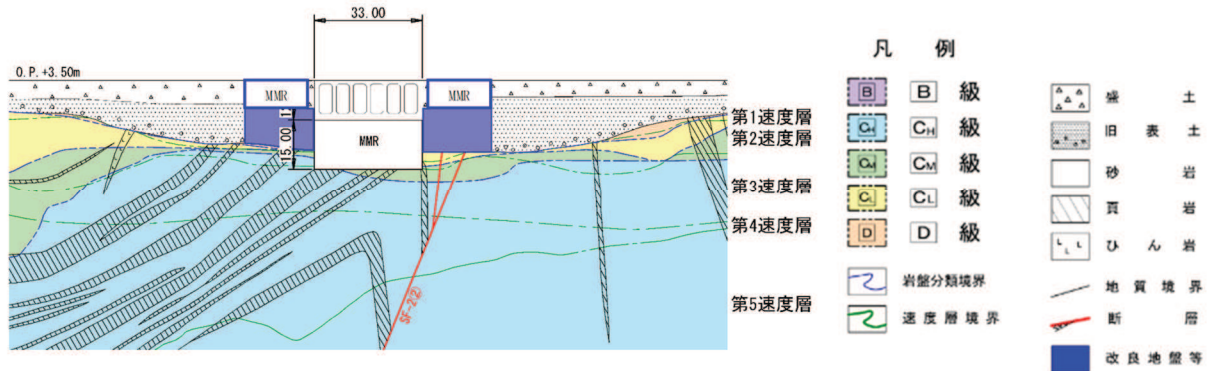 33.00
O.P.+3.50m
MMR
MMR
15.00
MMR
第1速度層
第2速度層
第3速度層
第4速度層
第5速度層
SF-2(2)
凡 例
B B 級
CH CH 級
CM CM 級
CL CL 級
D D 級
岩盤分類境界
速度層境界
盛 土
旧 表 土
砂 岩
頁 岩
ひ ん 岩
地 質 境 界
断 層
改 良 地 盤 等